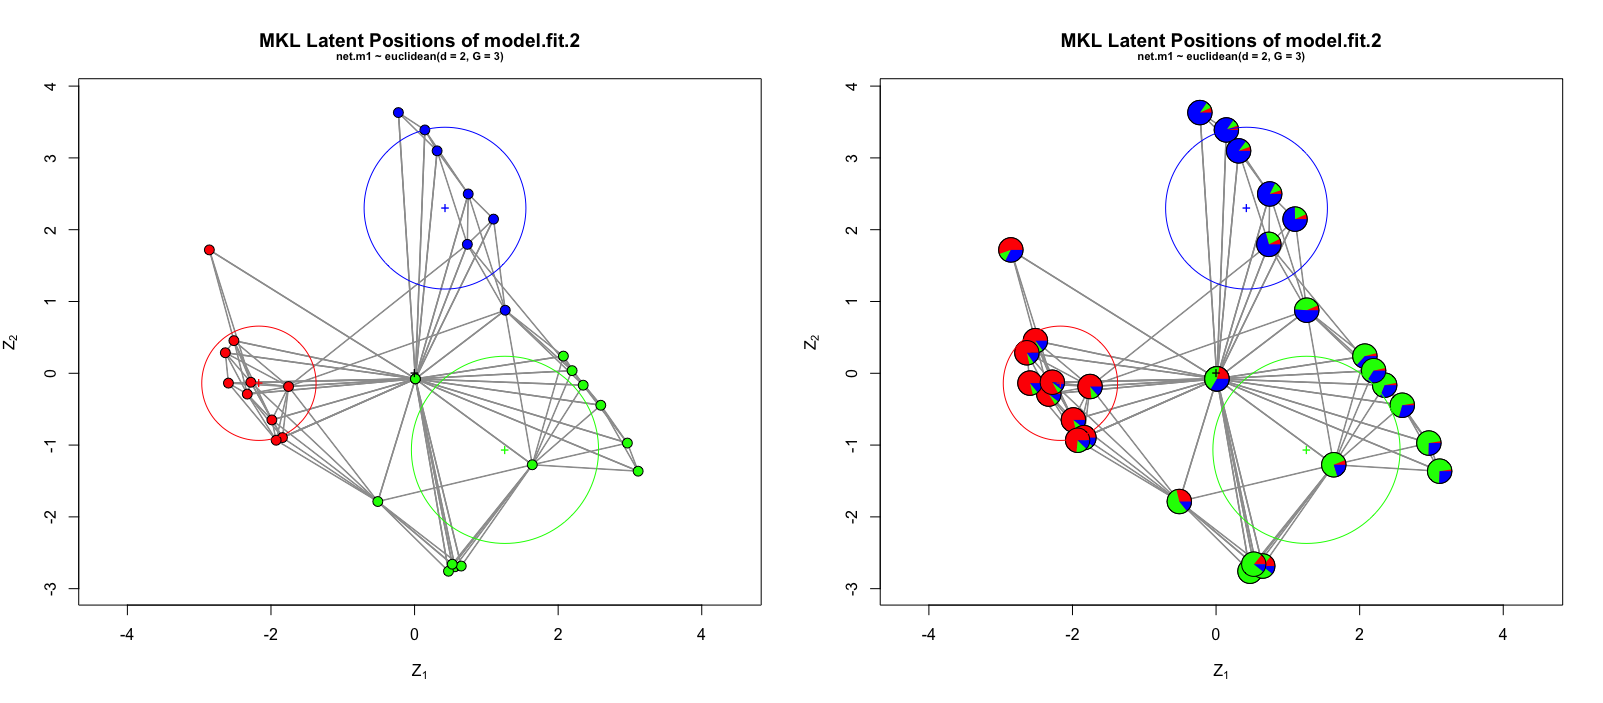 MKL Latent Positions of model.fit.2
net.m1 ~ euclidean(d = 2, G = 3)
4
3
2
1
0
-1
-2
-3
Z2
-4 -2 0 2 4
Z1
MKL Latent Positions of model.fit.2
net.m1 ~ euclidean(d = 2, G = 3)
4
3
2
1
0
-1
-2
-3
Z2
-4 -2 0 2 4
Z1